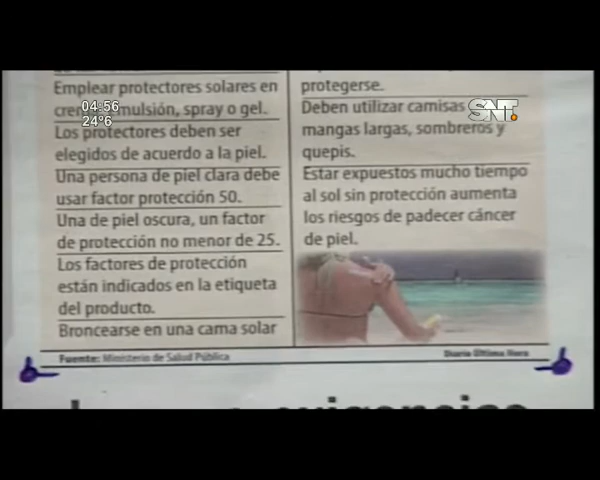 Emplear protectores solares en
emulsión, spray o gel.
Los protectores deben ser
elegidos de acuerdo a la piel.
Una persona de piel clara debe
usar factor protección 50.
Una de piel oscura, un factor
de protección no menor de 25.
Los factores de protección
están indicados en la etiqueta
del producto.
Broncearse en una cama solar
04:56
24°6
protegerse.
Deben utilizar camisas
mangas largas, sombreros y
quepis.
Estar expuestos mucho tiempo
al sol sin protección aumenta
los riesgos de padecer cáncer
de piel.
SNT.
Fuente: Ministerio de Salud Pública
Diario Última Hora